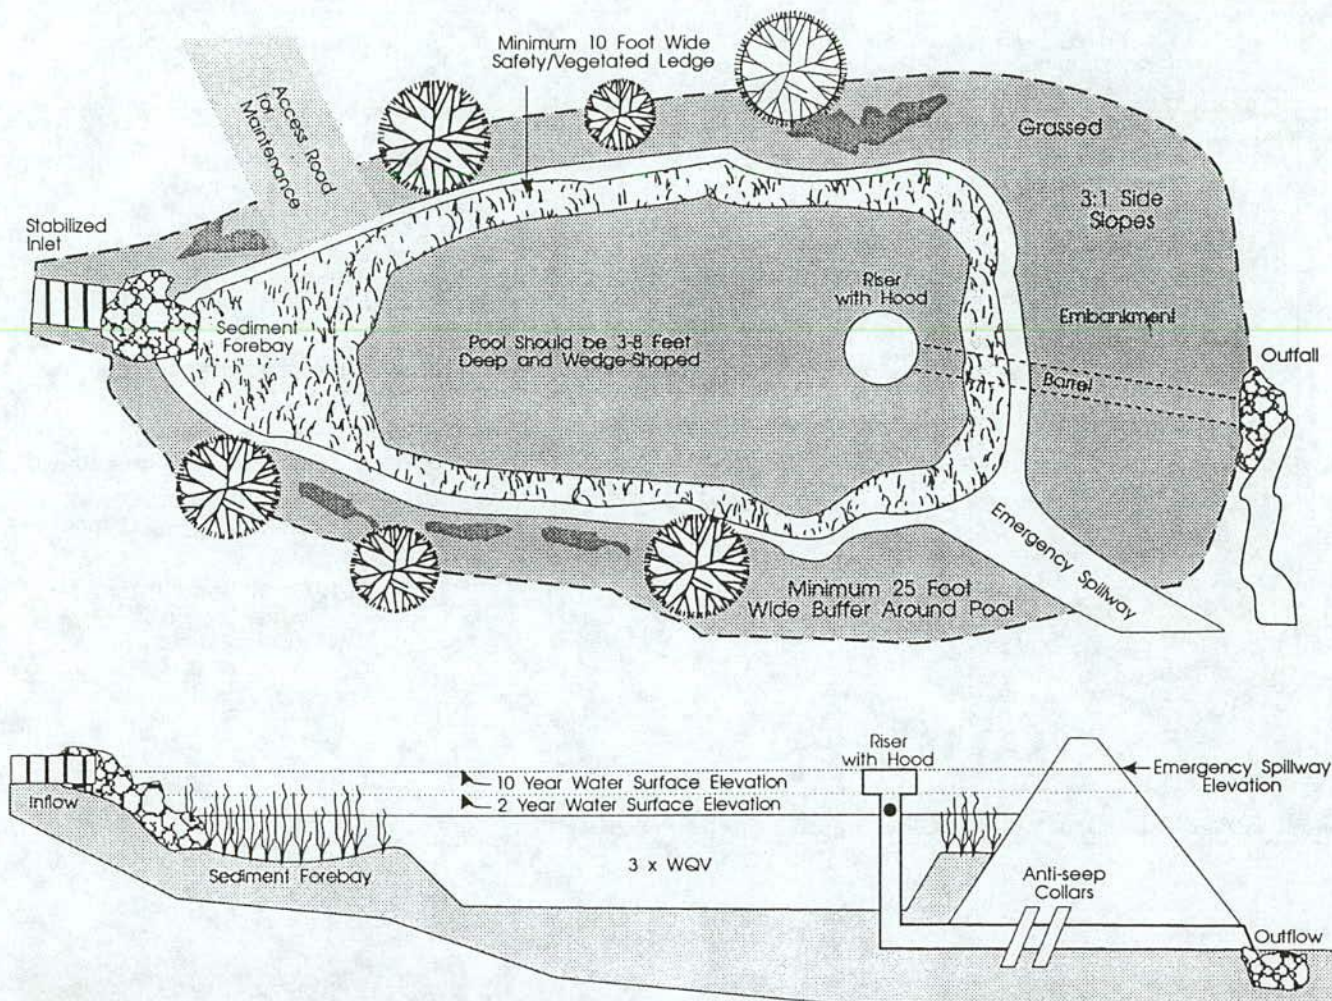 Minimum 10 Foot Wide
Safety/Vegetated Ledge
Access Road
for
Maintenance
Grassed
3:1 Side
Slopes
Stabilized
Inlet
Riser
with Hood
Sediment
Forebay
Pool Should be 3-8 Feet
Deep and Wedge-Shaped
Embankment
Outfall
Barrel
Emergency Spillway
Minimum 25 Foot
Wide Buffer Around Pool
Riser
with Hood
10 Year Water Surface Elevation
Emergency Spillway
Elevation
Inflow
2 Year Water Surface Elevation
Sediment Forebay
3 x WQV
Anti-seep
Collars
Outflow